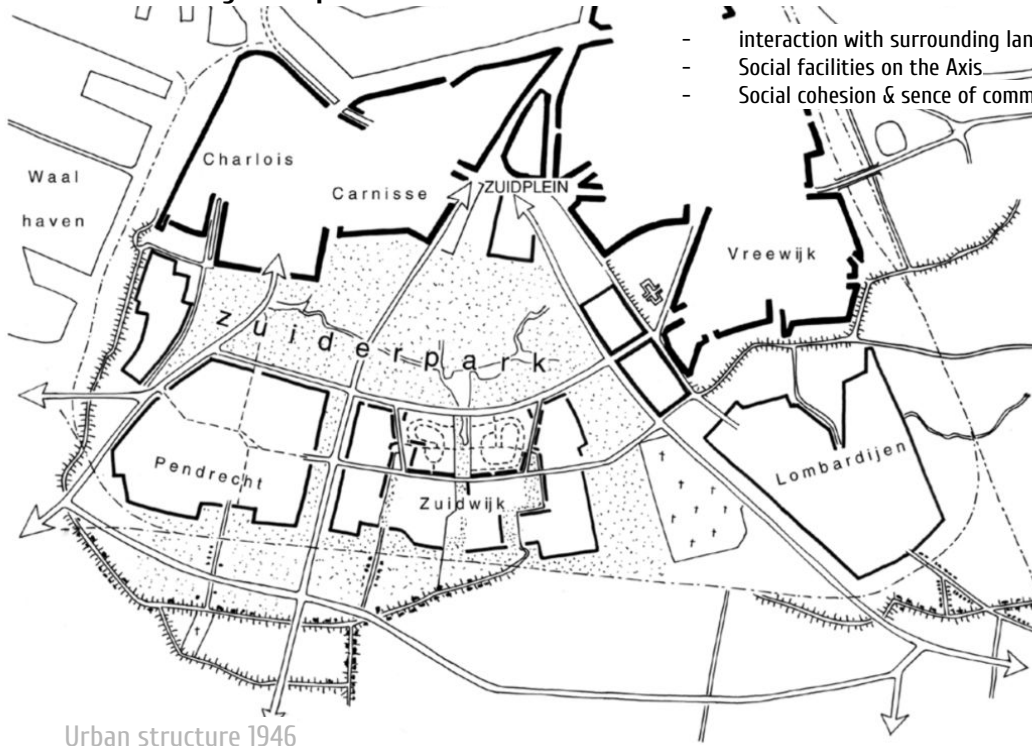 - interaction with surrounding lan
- Social facilities on the Axis
- Social cohesion & sence of comm
Charlois
Waal
haven
Carnisse
ZUIDPLEIN
Vreewijk
Zuiderpark
Pendrecht
Zuidwijk
Lombardijen
Urban structure 1946